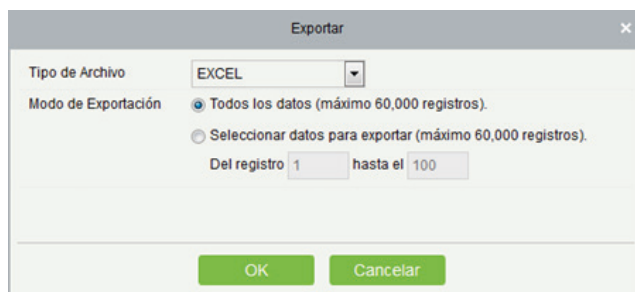 Exportar
Tipo de Archivo EXCEL
Modo de Exportación Todos los datos (máximo 60,000 registros).
Seleccionar datos para exportar (máximo 60,000 registros).
Del registro 1 hasta el 100
OK Cancelar